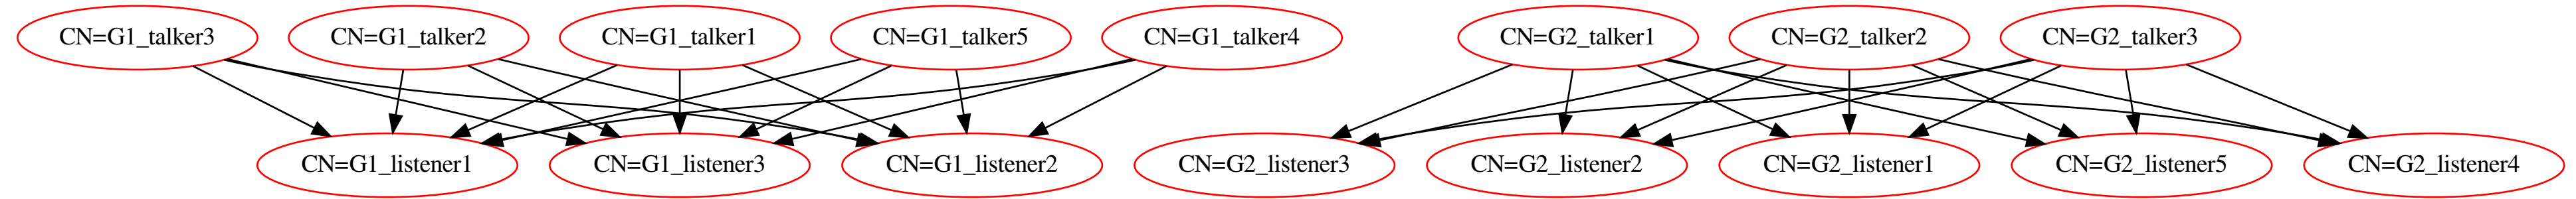 CN=G1_talker3
CN=G1_talker2
CN=G1_talker1
CN=G1_talker5
CN=G1_talker4
CN=G2_talker1
CN=G2_talker2
CN=G2_talker3
CN=G1_listener1
CN=G1_listener3
CN=G1_listener2
CN=G2_listener3
CN=G2_listener2
CN=G2_listener1
CN=G2_listener5
CN=G2_listener4